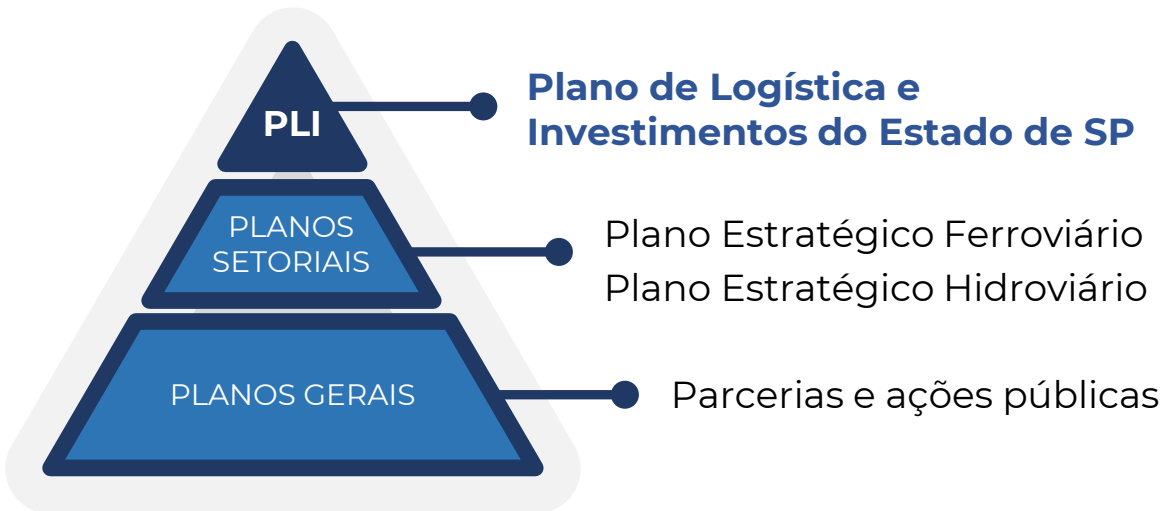 PLI
Plano de Logística e
Investimentos do Estado de SP
PLANOS
SETORIAIS
Plano Estratégico Ferroviário
Plano Estratégico Hidroviário
PLANOS GERAIS
Parcerias e ações públicas